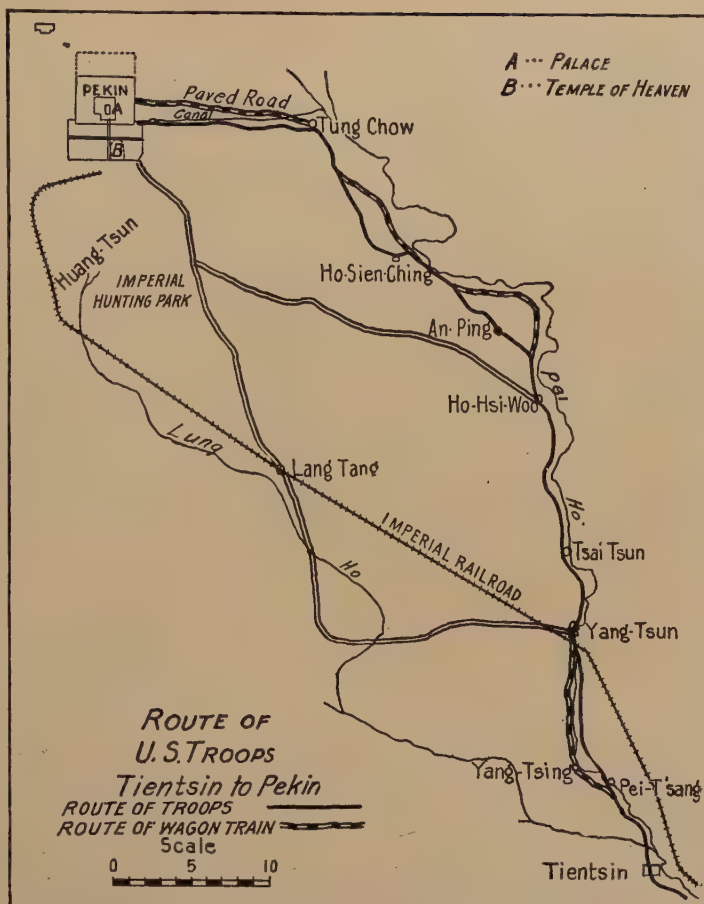 A --- PALACE
B --- TEMPLE OF HEAVEN
PEKIN
A
B
Paved Road
Canal
Tung Chow
Huang-Tsun
IMPERIAL
HUNTING PARK
Ho-Sien-Ching
An-Ping
Pei
Ho-Hsi-Woo
Lung
Lang Tang
Ho
IMPERIAL RAILROAD
Ho
Tsai Tsun
Yang-Tsun
Yang-Tsing
Pei-T'sang
Tientsin
ROUTE OF
U.S. TROOPS
Tientsin to Pekin
ROUTE OF TROOPS
ROUTE OF WAGON TRAIN
Scale
0 5 10